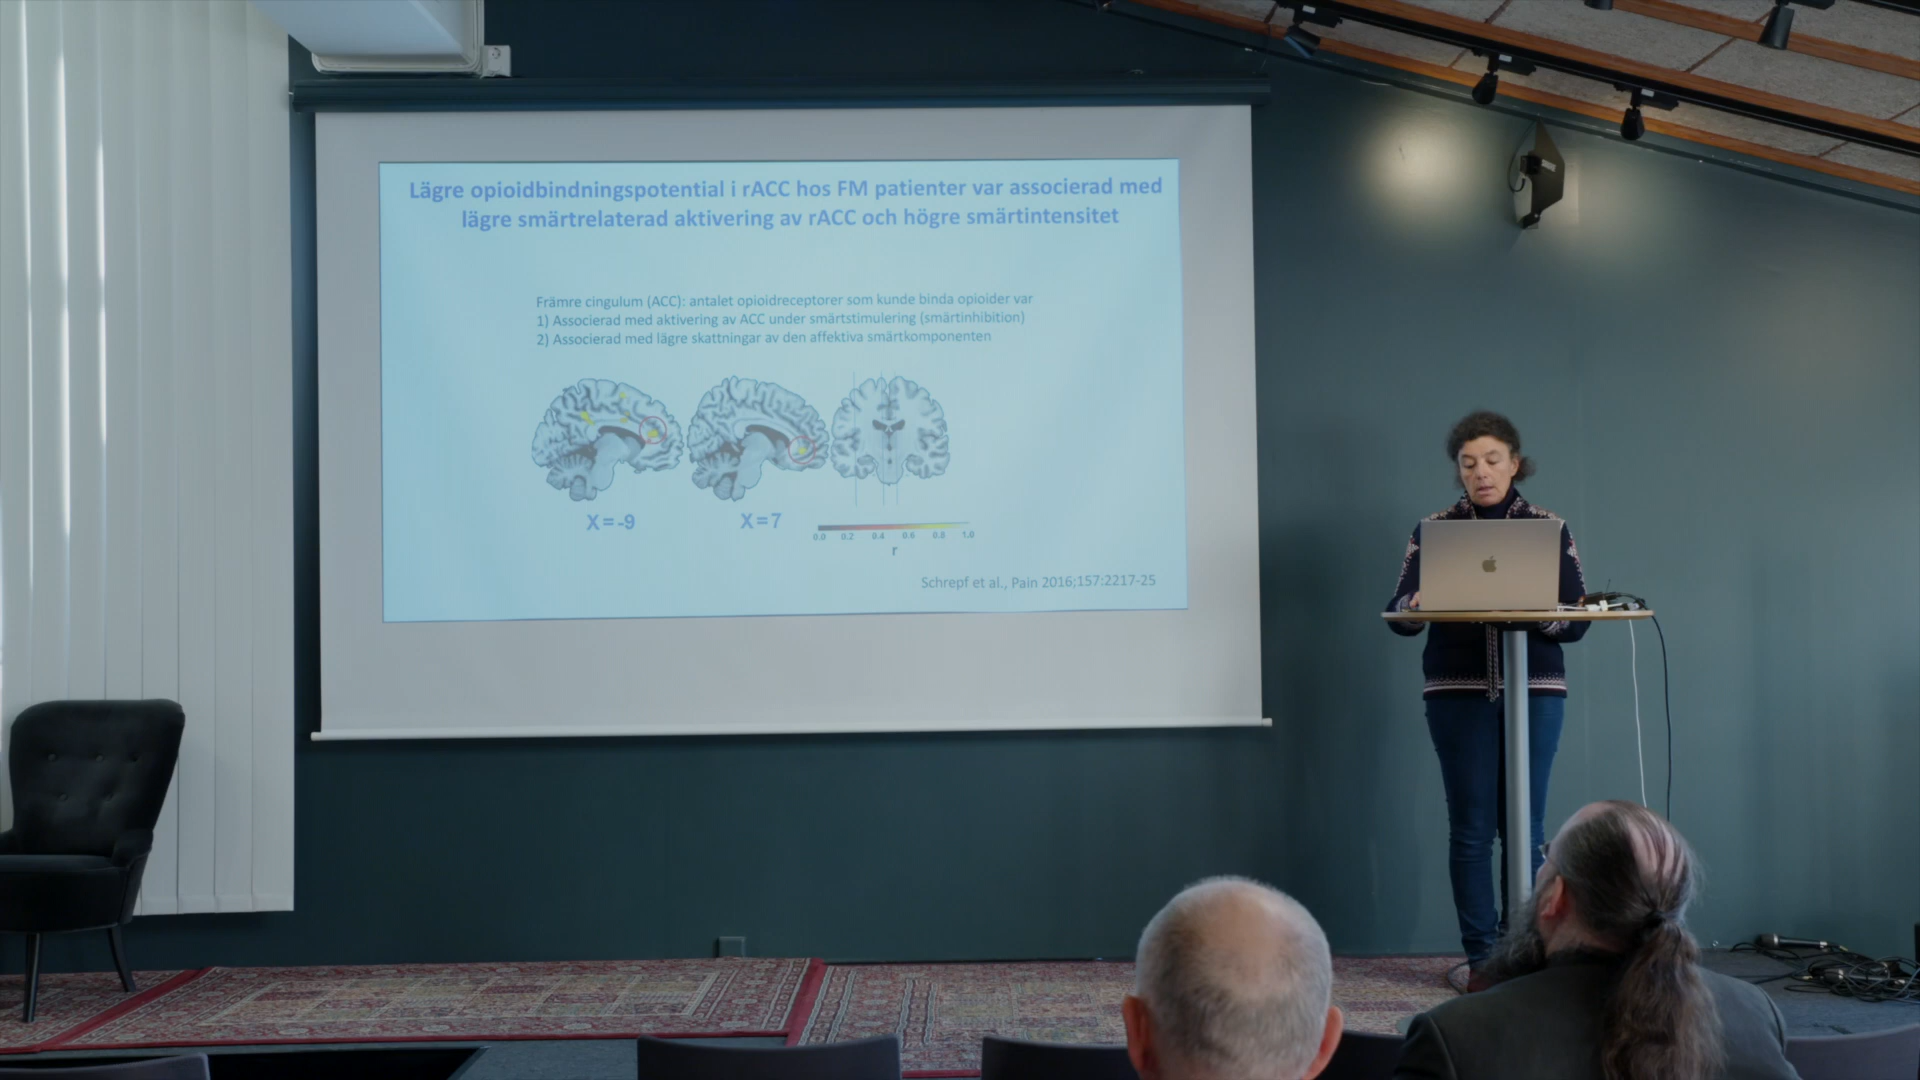 Lägre opioidbindningspotential i rACC hos FM patienter var associerad med
lägre smärtrelaterad aktivering av rACC och högre smärtintensitet
Främre cingulum (ACC): antalet opioidreceptorer som kunde binda opioider var
1) Associerad med aktivering av ACC under smärtstimulering (smärtinhibition)
2) Associerad med lägre skattningar av den affektiva smärtkomponenten
X = -9
X = 7
0.0 0.2 0.4 0.6 0.8 1.0
r
Schrepf et al., Pain 2016;157:2217-25